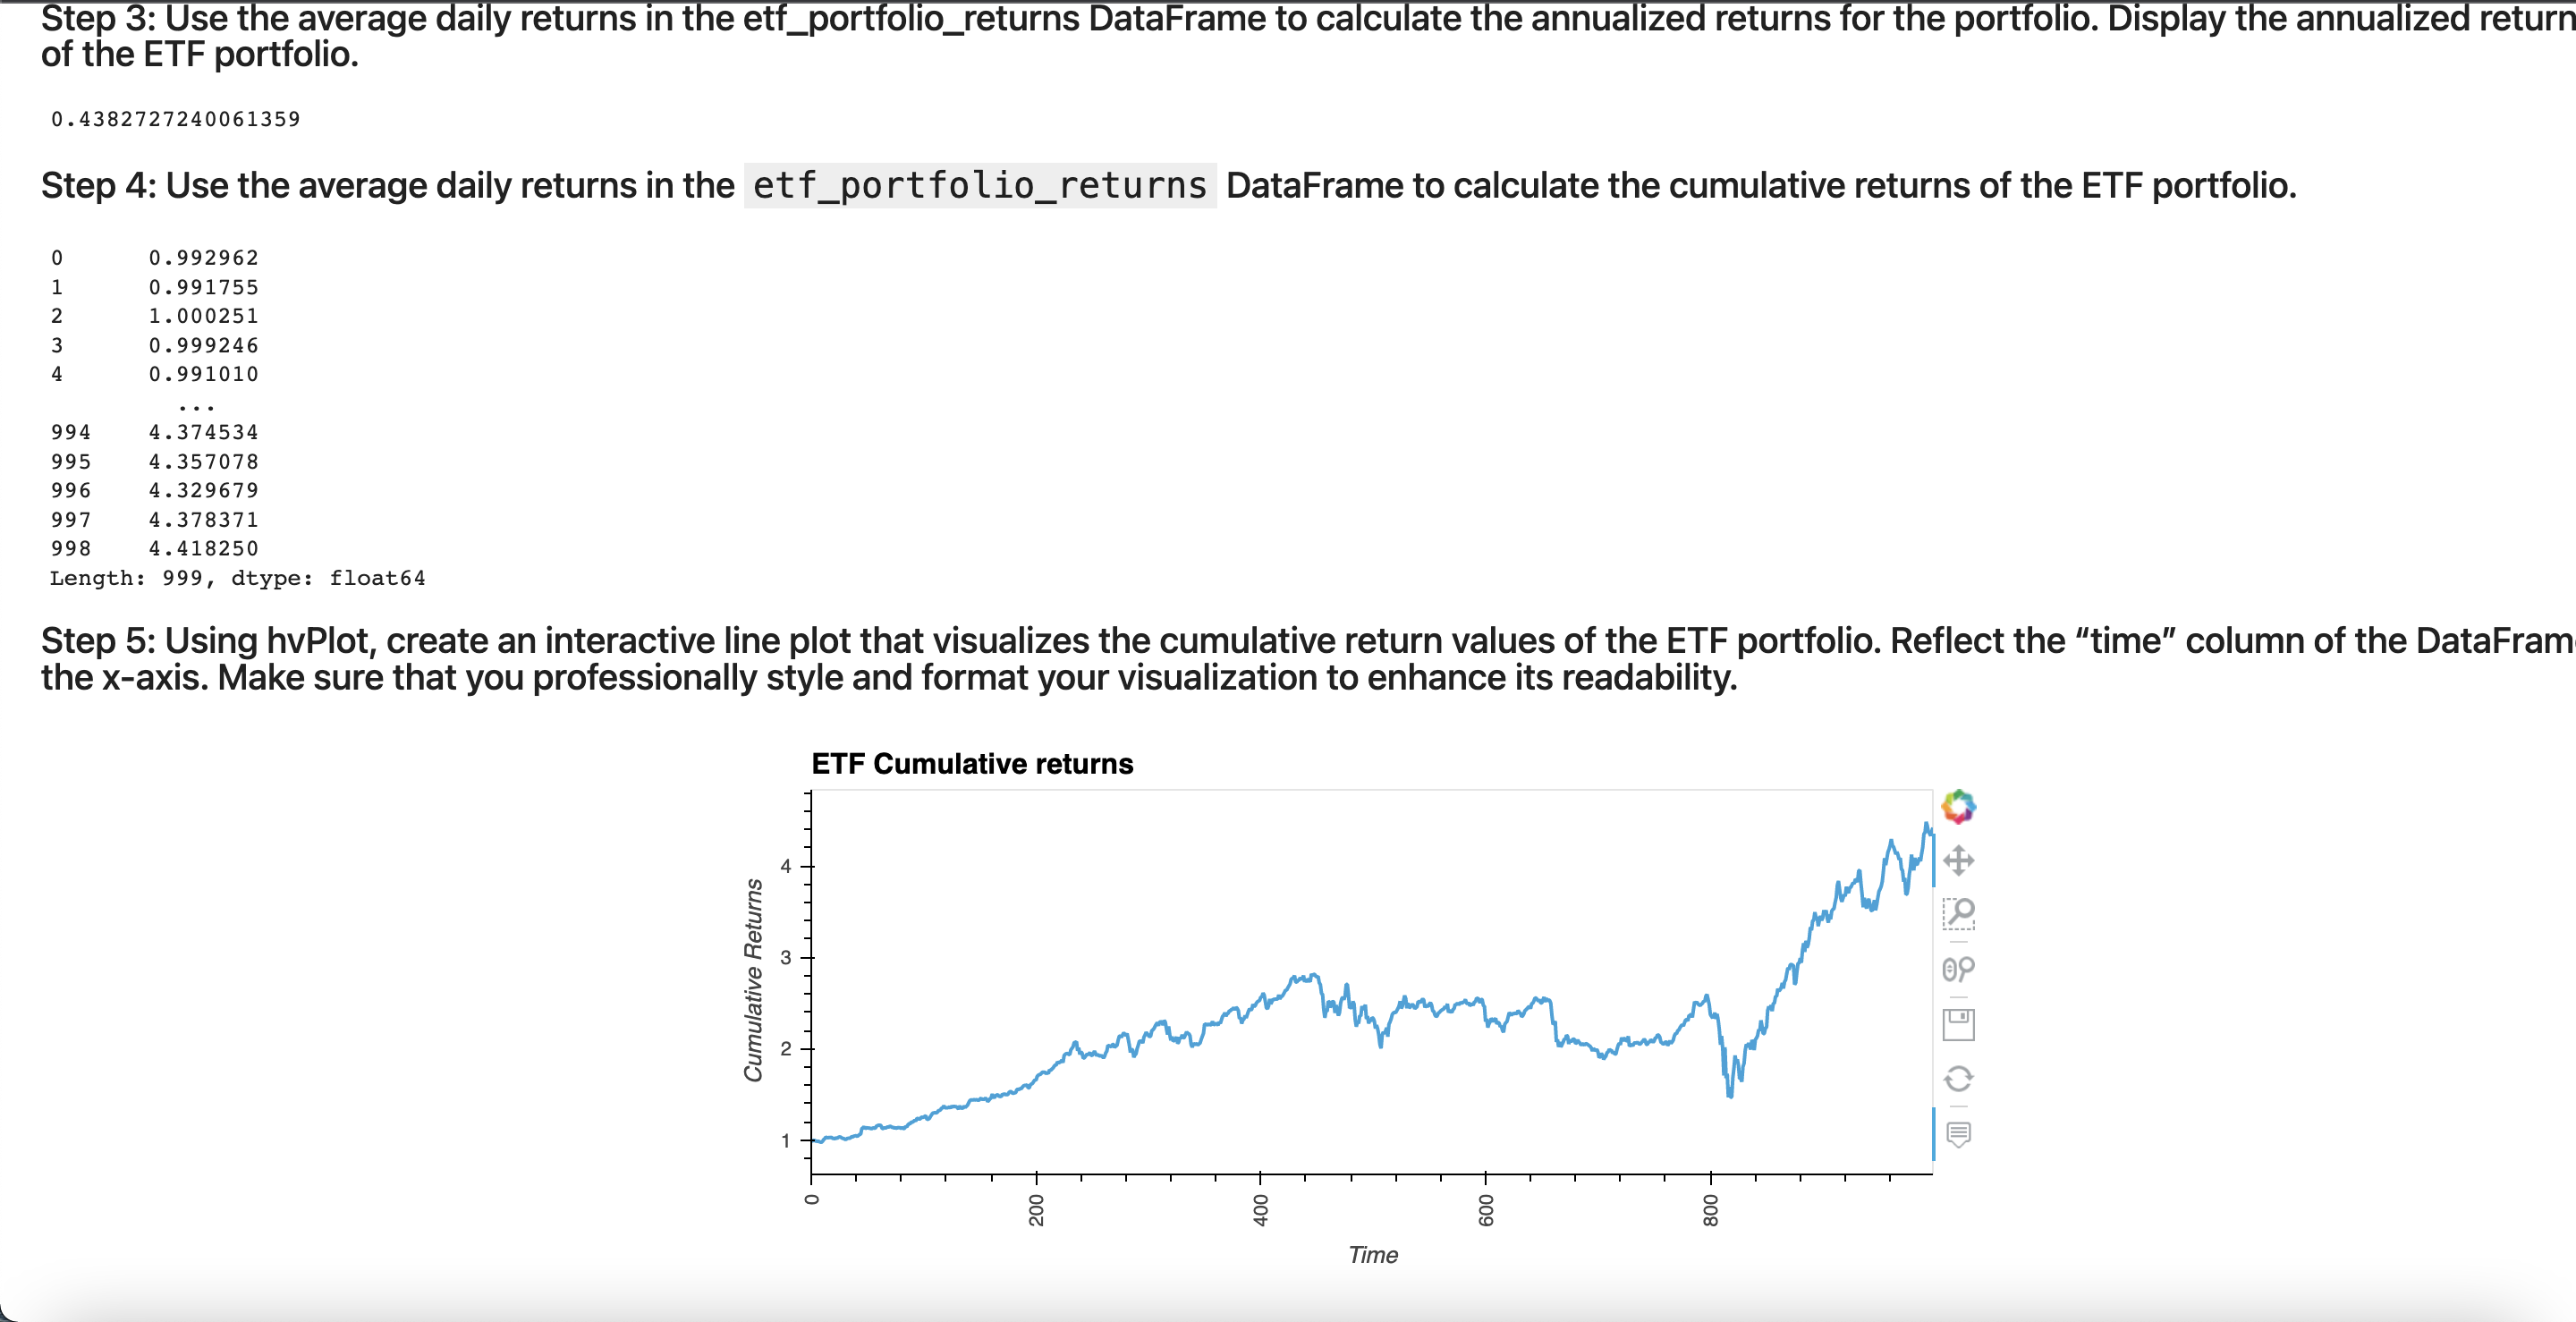 Step 3: Use the average daily returns in the etf_portfolio_returns DataFrame to calculate the annualized returns for the portfolio. Display the annualized return
of the ETF portfolio.
0.4382727240061359
Step 4: Use the average daily returns in the etf_portfolio_returns DataFrame to calculate the cumulative returns of the ETF portfolio.
0 0.992962
1 0.991755
2 1.000251
3 0.999246
4 0.991010
...
994 4.374534
995 4.357078
996 4.329679
997 4.378371
998 4.418250
Length: 999, dtype: float64
Step 5: Using hvPlot, create an interactive line plot that visualizes the cumulative return values of the ETF portfolio. Reflect the “time” column of the DataFram
the x-axis. Make sure that you professionally style and format your visualization to enhance its readability.
ETF Cumulative returns
Cumulative Returns
4
3
2
1
0 200 400 600 800
Time